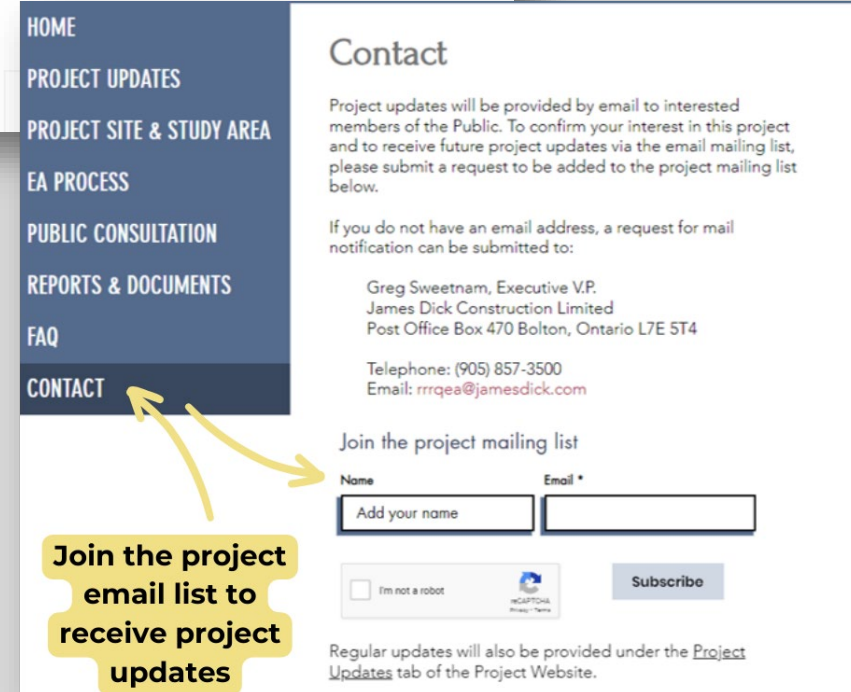 HOME
PROJECT UPDATES
PROJECT SITE & STUDY AREA
EA PROCESS
PUBLIC CONSULTATION
REPORTS & DOCUMENTS
FAQ
CONTACT
Contact
Project updates will be provided by email to interested
members of the Public. To confirm your interest in this project
and to receive future project updates via the email mailing list,
please submit a request to be added to the project mailing list
below.
If you do not have an email address, a request for mail
notification can be submitted to:
Greg Sweetnam, Executive V.P.
James Dick Construction Limited
Post Office Box 470 Bolton, Ontario L7E 5T4
Telephone: (905) 857-3500
Email: rrrqea@jamesdick.com
Join the project mailing list
Name Email *
Add your name
I'm not a robot
reCAPTCHA
Privacy - Terms
Subscribe
Regular updates will also be provided under the Project
Updates tab of the Project Website.
Join the project
email list to
receive project
updates